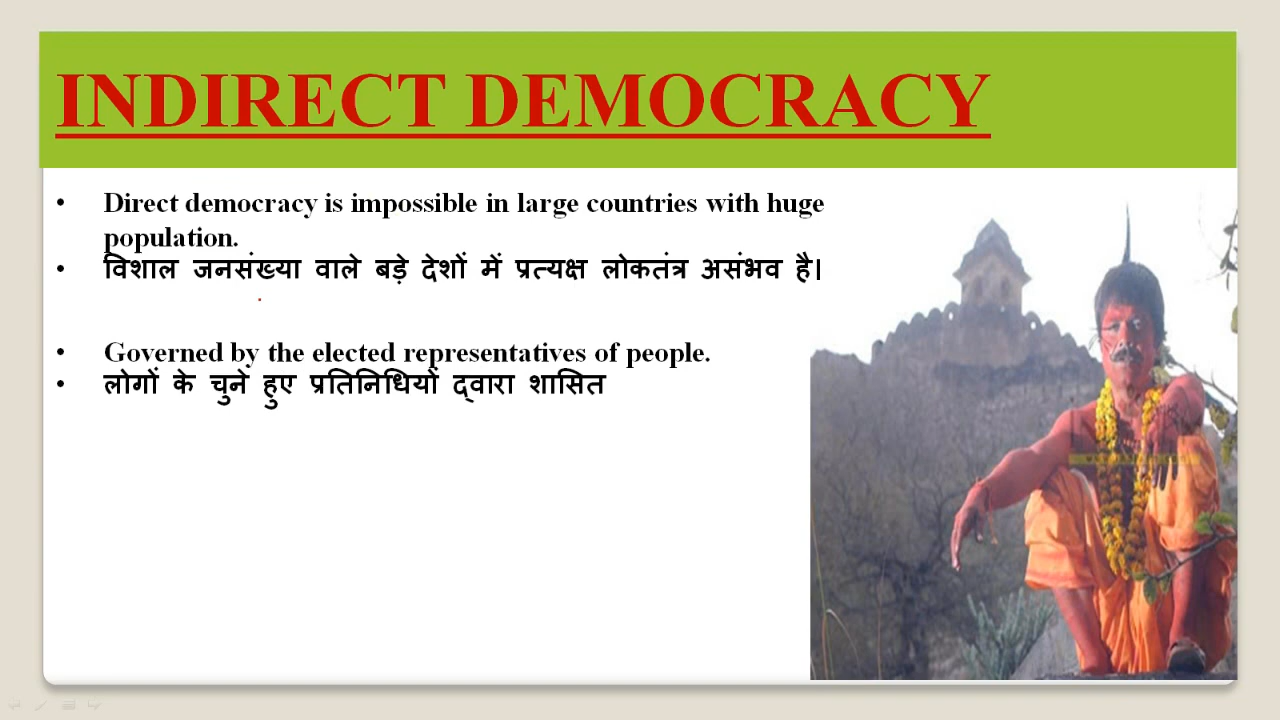 INDIRECT DEMOCRACY
• Direct democracy is impossible in large countries with huge
population.
• विशाल जनसंख्या वाले बड़े देशों में प्रत्यक्ष लोकतंत्र असंभव है।
• Governed by the elected representatives of people.
• लोगों के चुने हुए प्रतिनिधियों द्वारा शासित